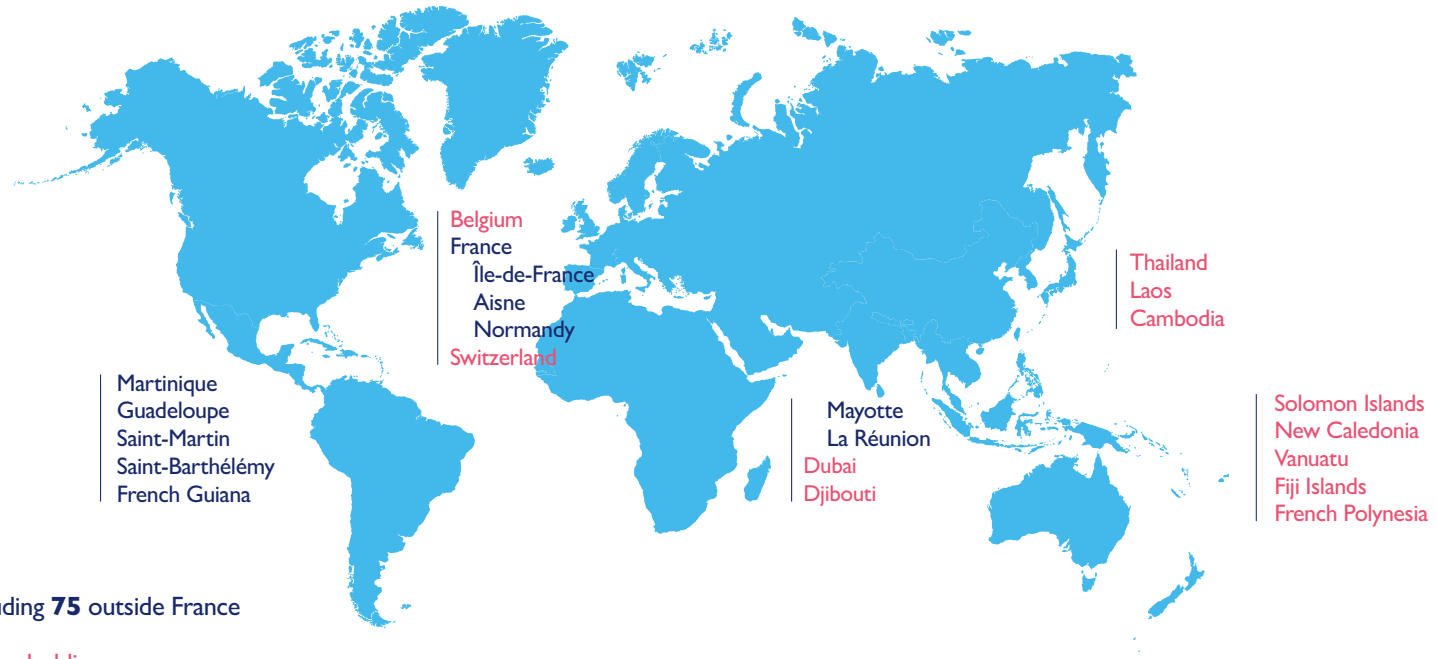 Belgium
France
Île-de-France
Aisne
Normandy
Switzerland
Thailand
Laos
Cambodia
Martinique
Guadeloupe
Saint-Martin
Saint-Barthélémy
French Guiana
Mayotte
La Réunion
Dubai
Djibouti
Solomon Islands
New Caledonia
Vanuatu
Fiji Islands
French Polynesia
75 outside France